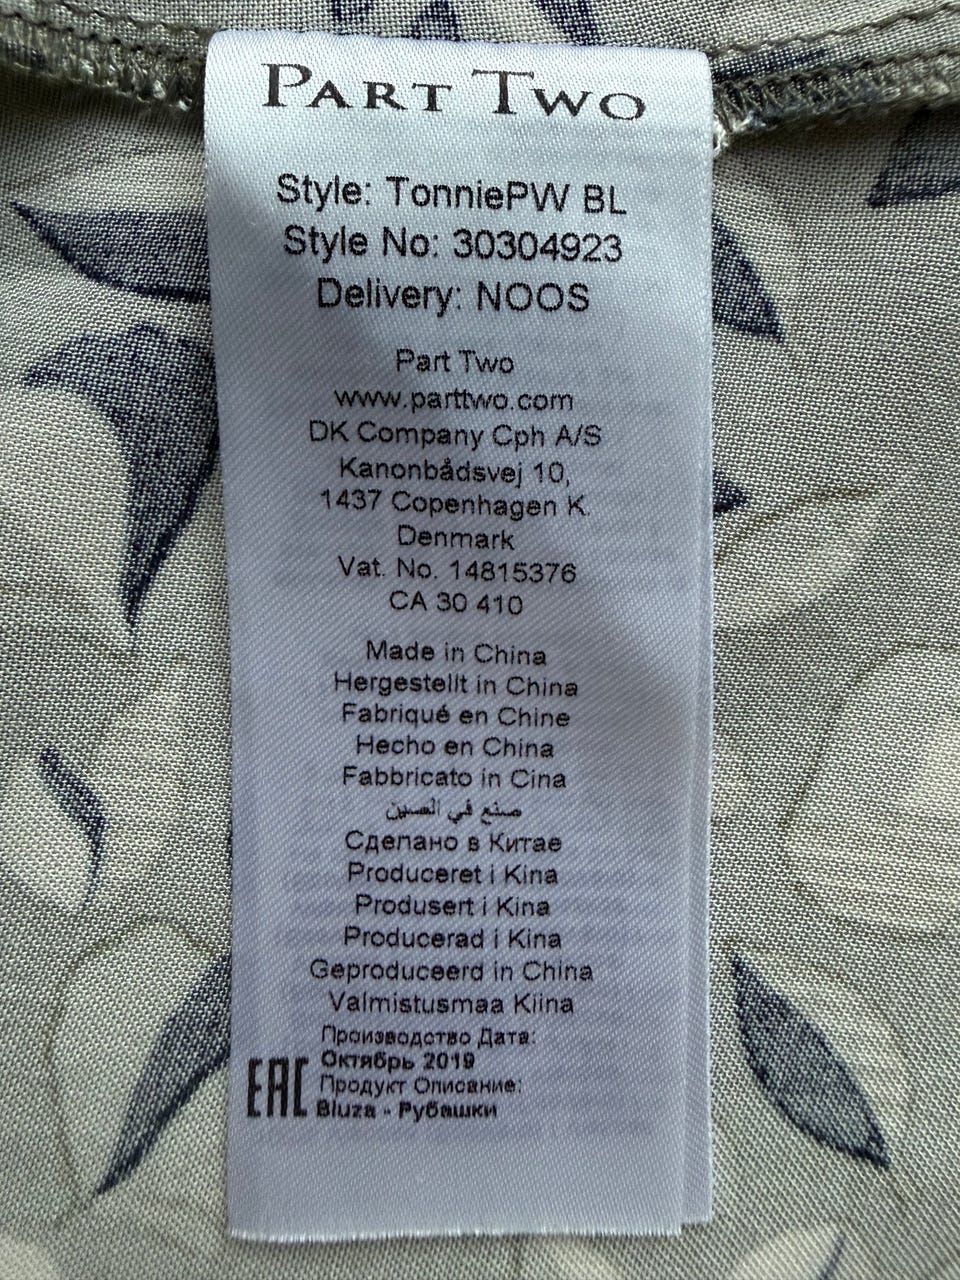 PART TWO
Style: TonniePW BL
Style No: 30304923
Delivery: NOOS
Part Two
www.parttwo.com
DK Company Cph A/S
Kanonbådsvej 10,
1437 Copenhagen K.
Denmark
Vat. No. 14815376
CA 30 410
Made in China
Hergestellt in China
Fabriqué en Chine
Hecho en China
Fabbricato in Cina
صنع في الصين
Сделано в Китае
Produceret i Kina
Produsert i Kina
Producerad i Kina
Geproduceerd in China
Valmistusmaa Kiina
Производство Дата:
Октябрь 2019
Продукт Описание:
EAC Bluza - Рубашки